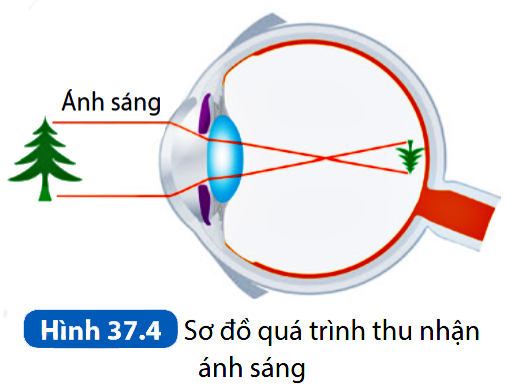 Ánh sáng
Hình 37.4 Sơ đồ quá trình thu nhận
ánh sáng